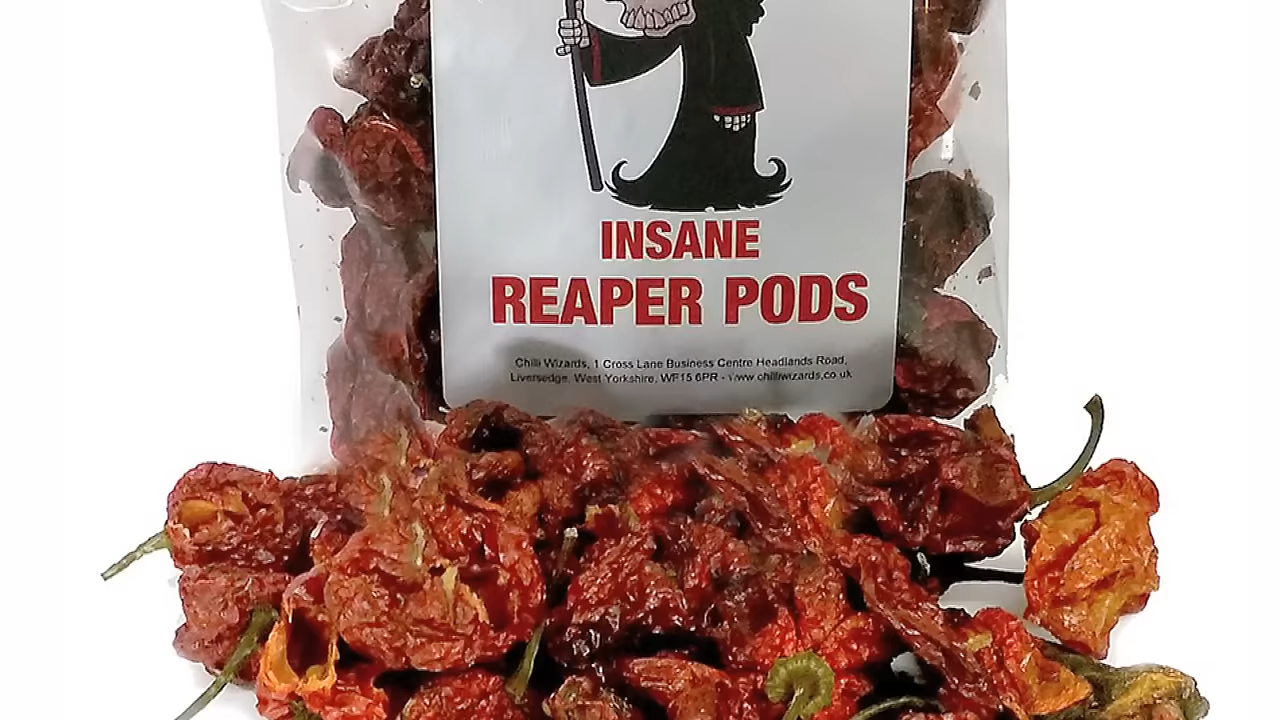 INSANE
REAPER PODS
Chilli Wizards, 1 Cross Lane Business Centre Headlands Road,
Liversedge, West Yorkshire, WF15 6PR - www.chilliwizards.co.uk